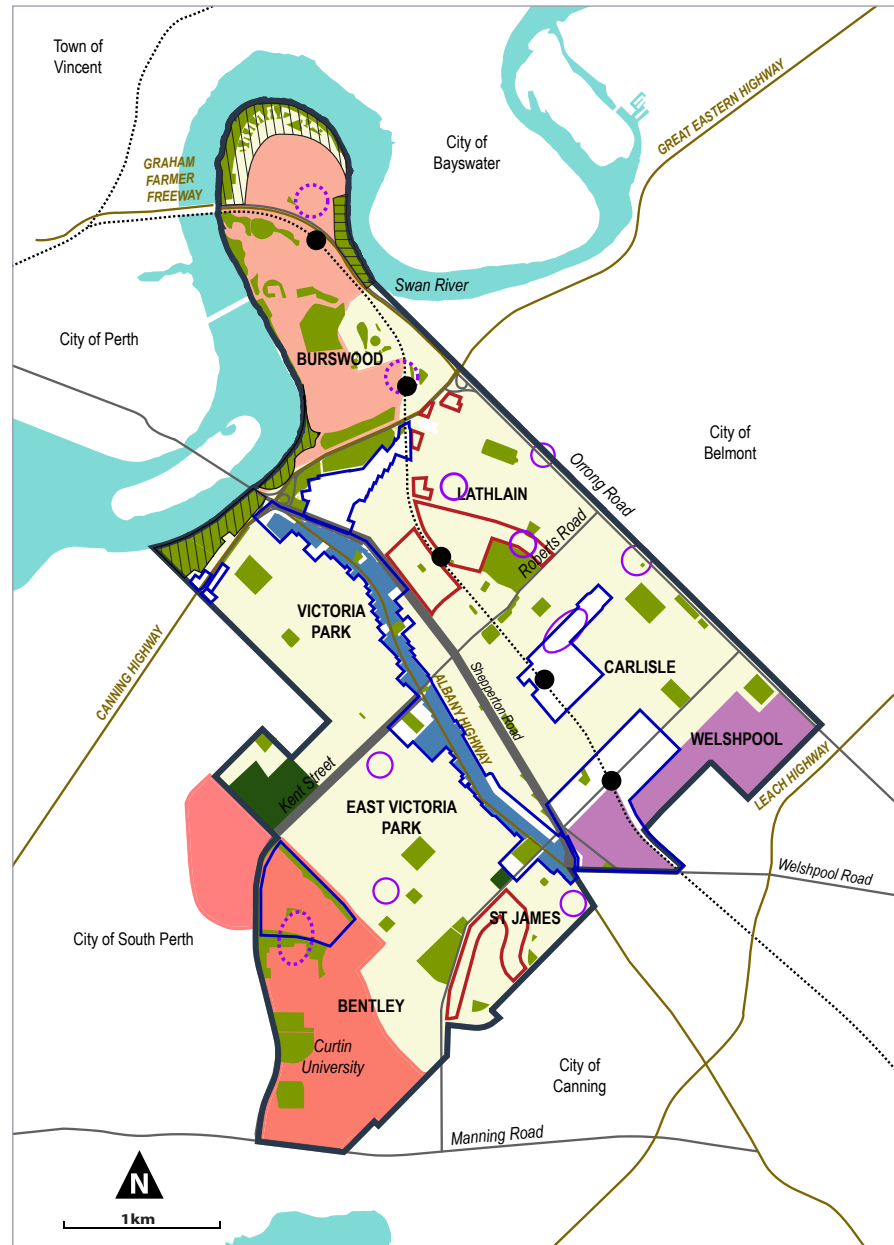 Town of
Vincent
City of
Bayswater
GREAT EASTERN HIGHWAY
GRAHAM
FARMER
FREEWAY
Swan River
City of Perth
BURSWOOD
City of
Belmont
Orrong Road
LATHLAIN
Roberts Road
VICTORIA
PARK
CANNING HIGHWAY
ALBANY HIGHWAY
Shepperton Road
CARLISLE
WELSHPOOL
LEACH HIGHWAY
Kent Street
EAST VICTORIA
PARK
Welshpool Road
ST JAMES
City of South Perth
BENTLEY
Curtin
University
City of
Canning
Manning Road
N
1km